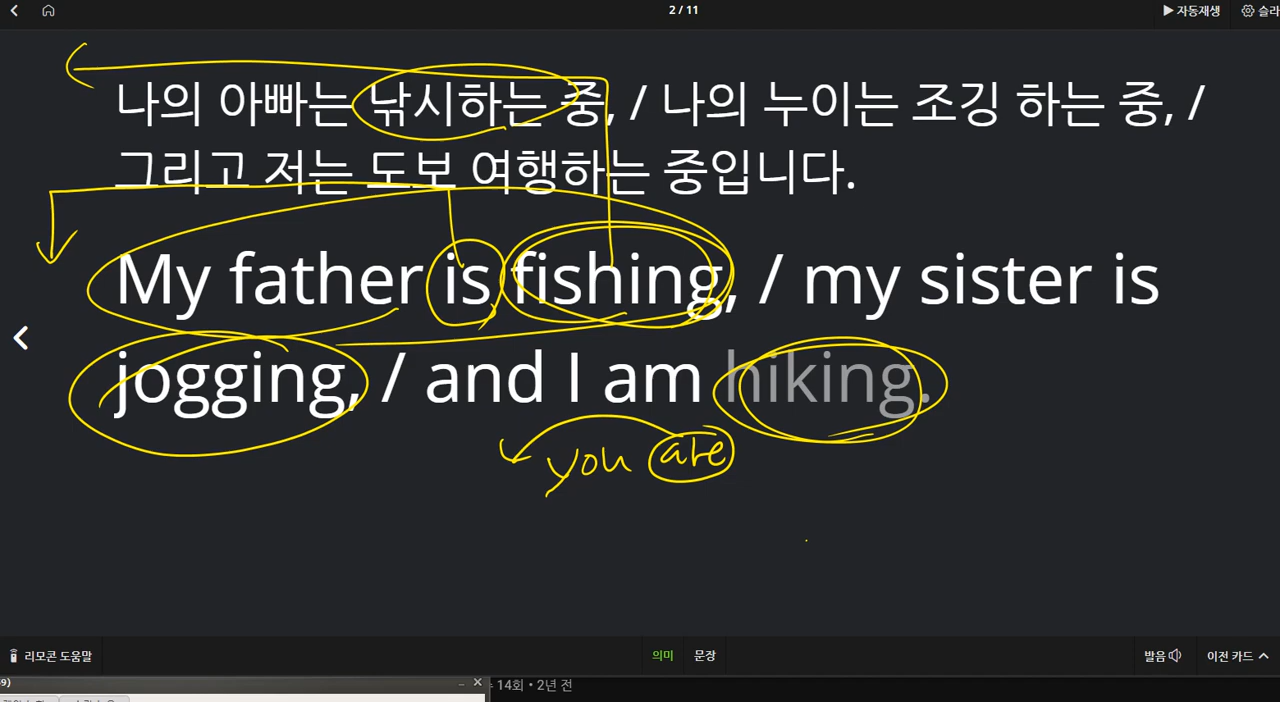 2 / 11
자동재생
슬라
나의 아빠는 낚시하는 중, / 나의 누이는 조깅 하는 중, /
그리고 저는 도보 여행하는 중입니다.
My father is fishing, / my sister is
jogging, / and I am hiking.
you are
리모콘 도움말
의미
문장
발음
이전 카드
14회 • 2년 전